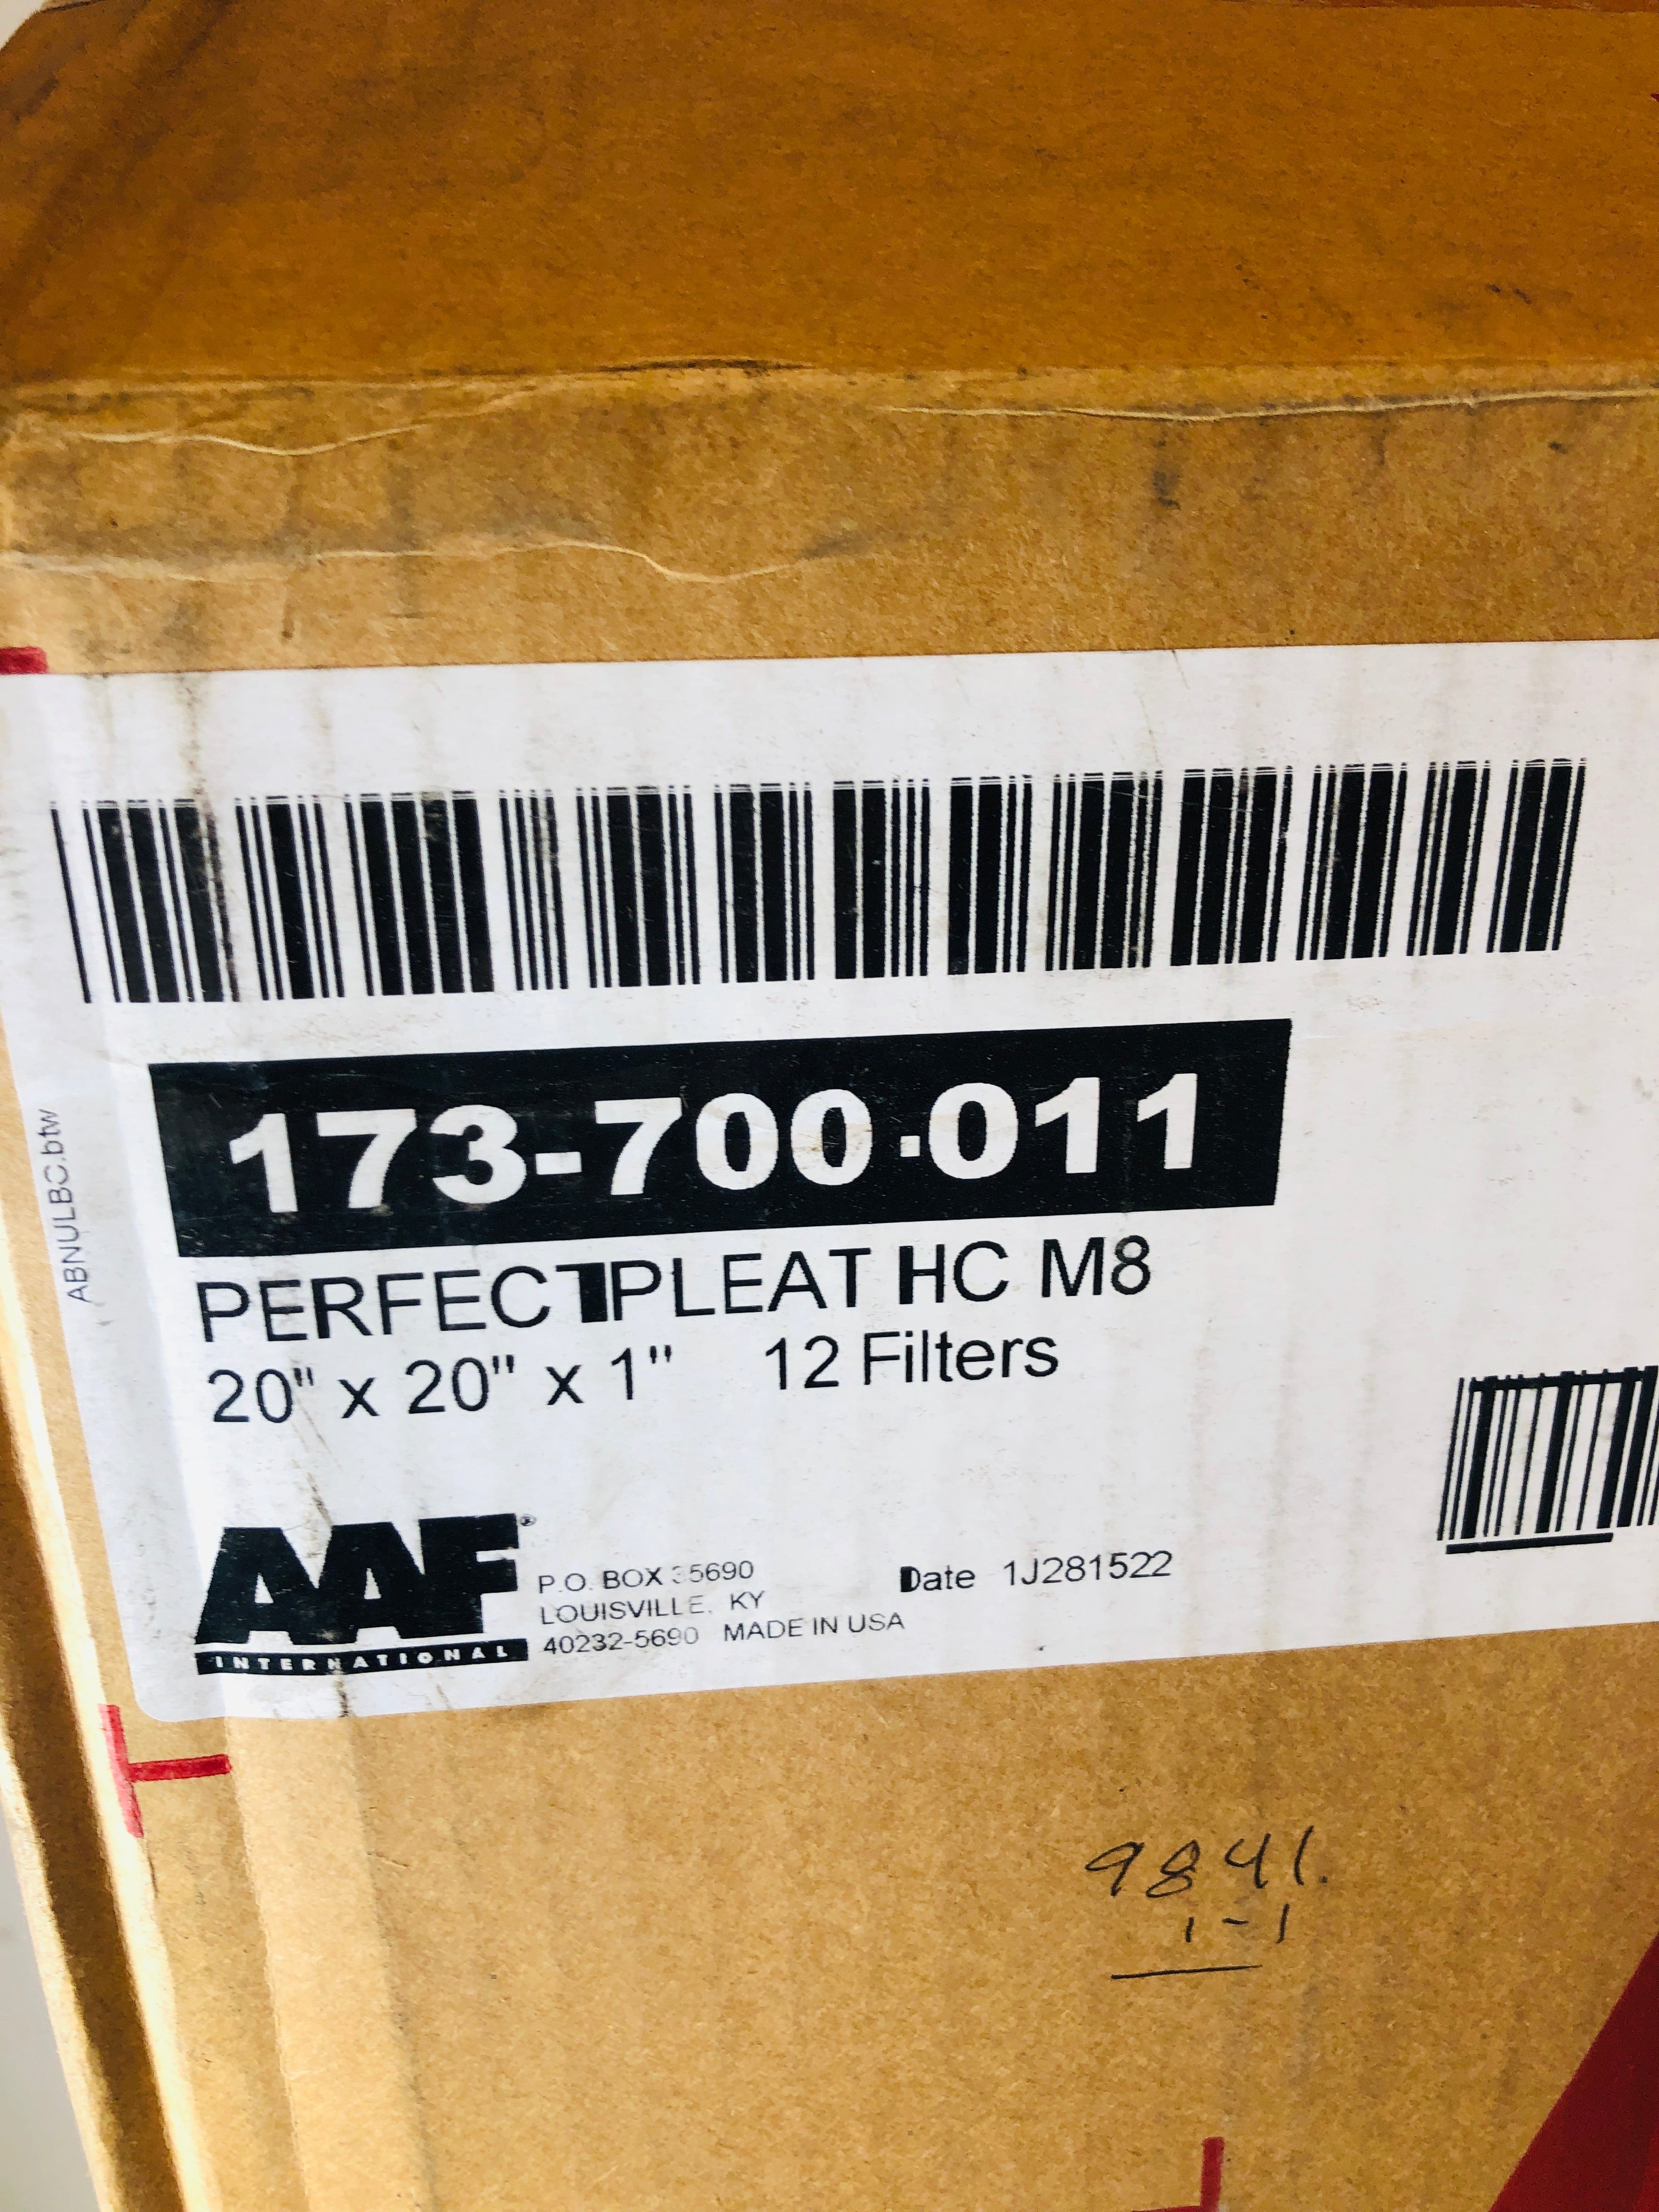 173-700-011
PERFECTPLEAT HC M8
20" x 20" x 1" 12 Filters
ABNULBC.btw
AAF®
INTERNATIONAL
P.O. BOX 35690
LOUISVILLE, KY
40232-5690 MADE IN USA
Date 1J281522
9841.
1-1